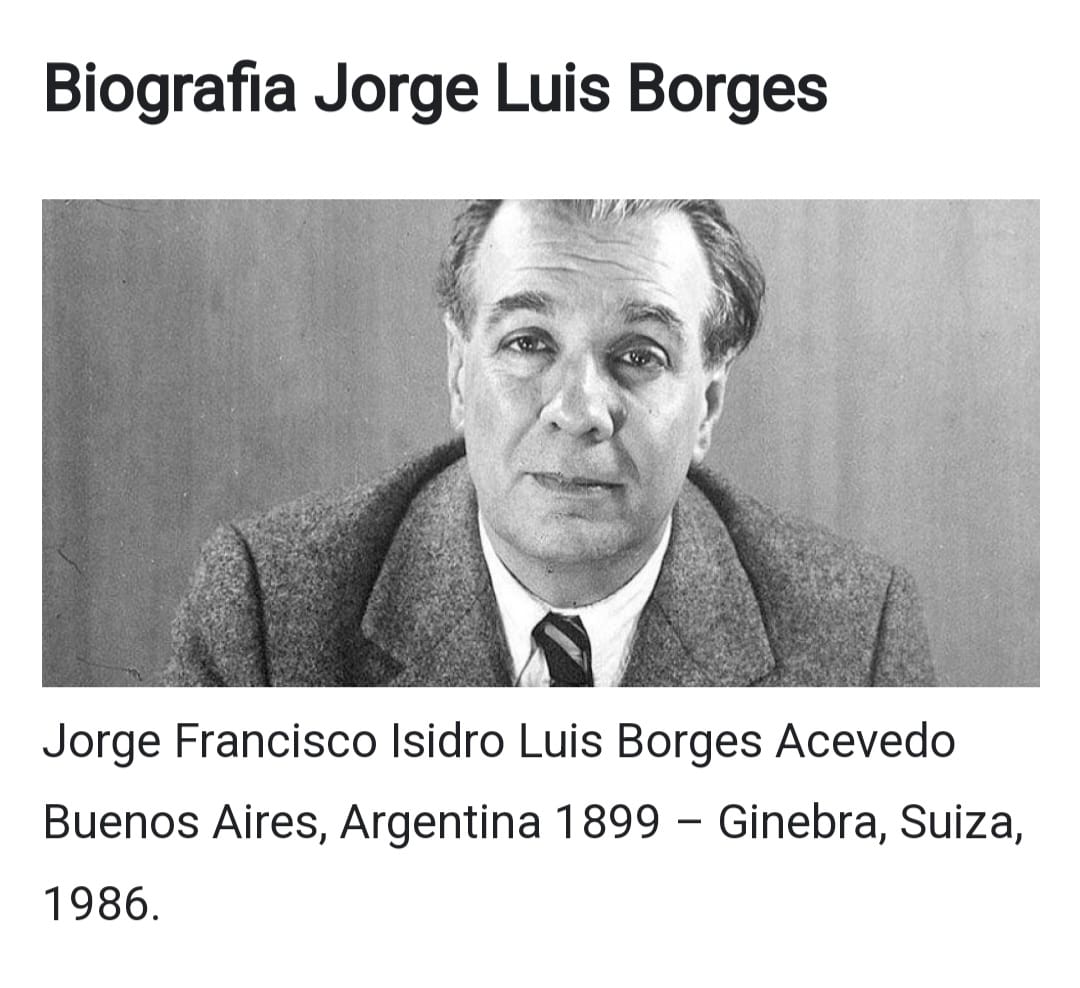 Biografia Jorge Luis Borges
Jorge Francisco Isidro Luis Borges Acevedo
Buenos Aires, Argentina 1899 – Ginebra, Suiza,
1986.